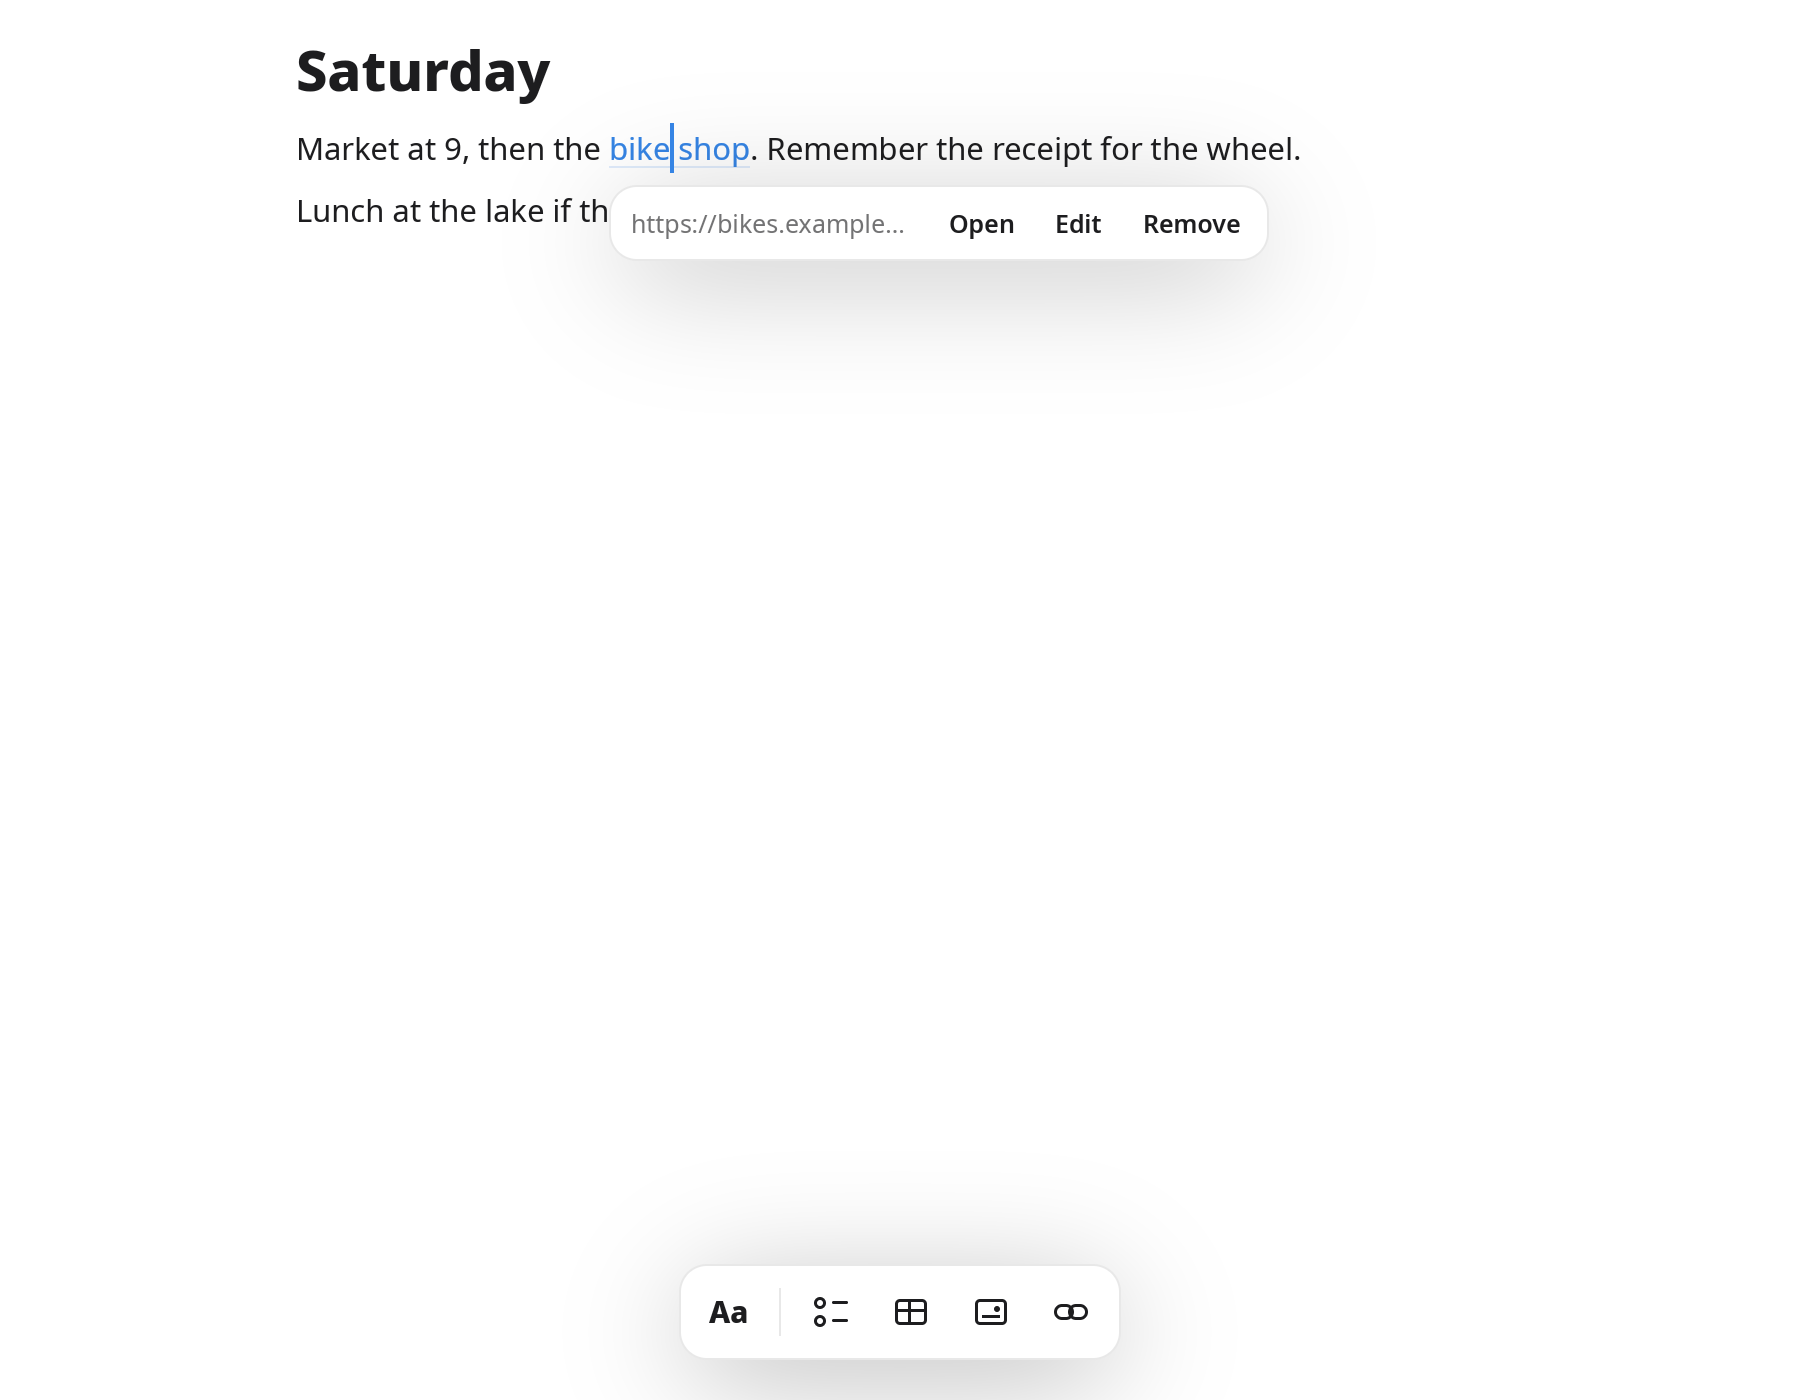 Saturday
Market at 9, then the bike shop. Remember the receipt for the wheel.
Lunch at the lake if th
https://bikes.example... Open Edit Remove
Aa